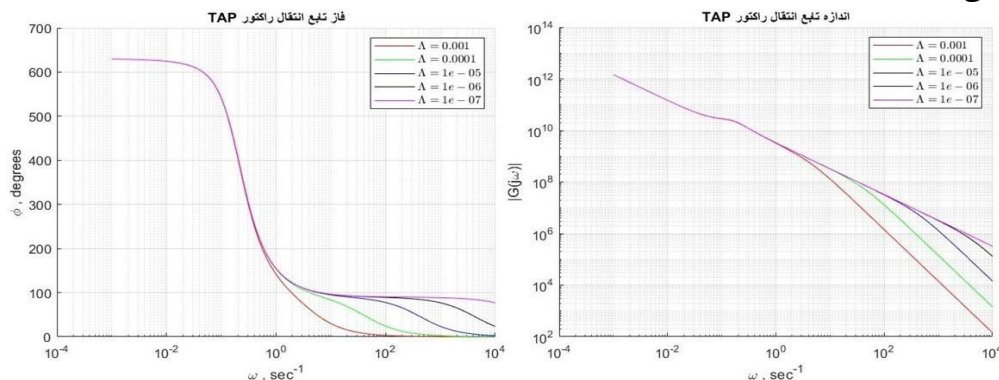 فاز تابع انتقال راکتور TAP
ϕ , degrees
700
600
500
400
300
200
100
0
10^-4
10^-2
10^0
10^2
10^4
ω , sec^-1
Λ = 0.001
Λ = 0.0001
Λ = 1e − 05
Λ = 1e − 06
Λ = 1e − 07
اندازه تابع انتقال راکتور TAP
|G(jω)|
10^14
10^12
10^10
10^8
10^6
10^4
10^2
10^-4
10^-2
10^0
10^2
10^4
ω , sec^-1
Λ = 0.001
Λ = 0.0001
Λ = 1e − 05
Λ = 1e − 06
Λ = 1e − 07